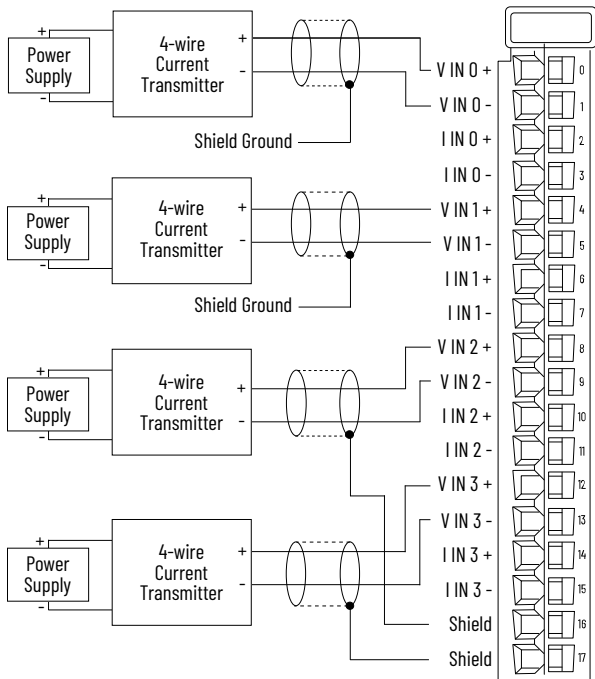 +
Power
Supply
-
4-wire
Current
Transmitter
+
-
Shield Ground
+
Power
Supply
-
4-wire
Current
Transmitter
+
-
Shield Ground
+
Power
Supply
-
4-wire
Current
Transmitter
+
-
+
Power
Supply
-
4-wire
Current
Transmitter
+
-
V IN 0 + 0
V IN 0 - 1
I IN 0 + 2
I IN 0 - 3
V IN 1 + 4
V IN 1 - 5
I IN 1 + 6
I IN 1 - 7
V IN 2 + 8
V IN 2 - 9
I IN 2 + 10
I IN 2 - 11
V IN 3 + 12
V IN 3 - 13
I IN 3 + 14
I IN 3 - 15
Shield 16
Shield 17